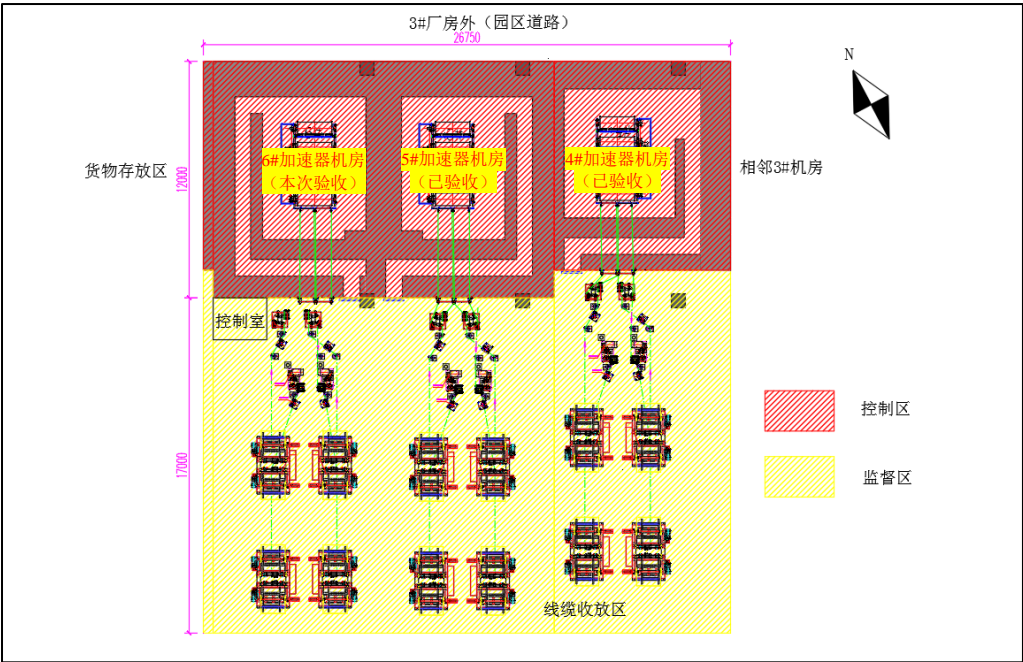 3#厂房外（园区道路）
26750
N
6#加速器机房
（本次验收）
5#加速器机房
（已验收）
4#加速器机房
（已验收）
货物存放区
12000
相邻3#机房
控制室
控制区
17000
监督区
线缆收放区